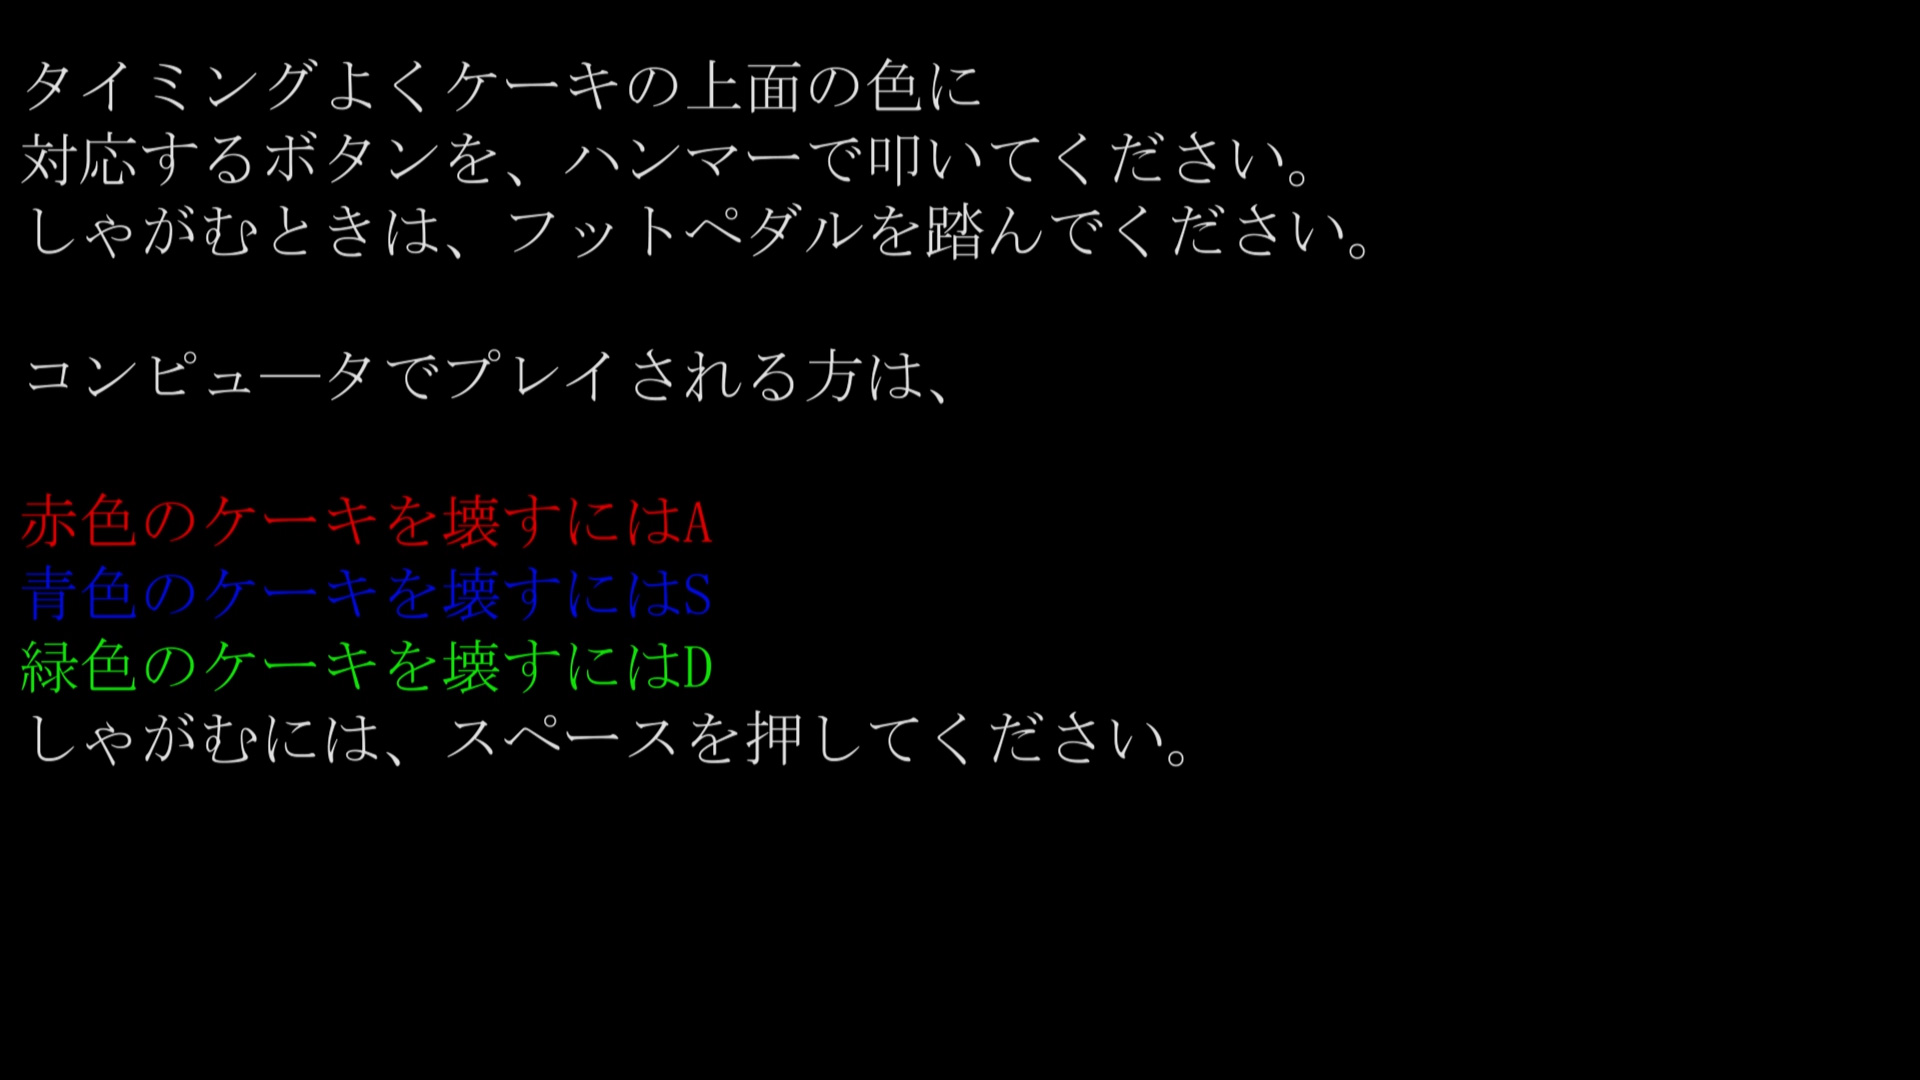 タイミングよくケーキの上面の色に
対応するボタンを、ハンマーで叩いてください。
しゃがむときは、フットペダルを踏んでください。
コンピュ―タでプレイされる方は、
赤色のケーキを壊すにはA
青色のケーキを壊すにはS
緑色のケーキを壊すにはD
しゃがむには、スペースを押してください。